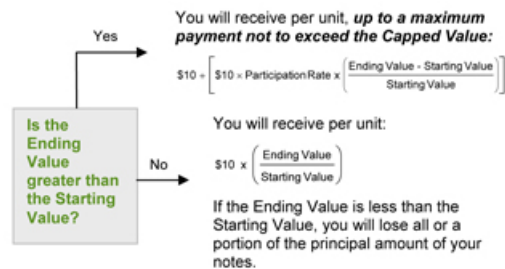 You will receive per unit, up to a maximum
payment not to exceed the Capped Value:
Yes
$10 + [$10 × Participation Rate x (Ending Value - Starting Value / Starting Value)]
Is the
Ending
Value
greater than
the Starting
Value?
No
You will receive per unit:
$10 x (Ending Value / Starting Value)
If the Ending Value is less than the
Starting Value, you will lose all or a
portion of the principal amount of your
notes.